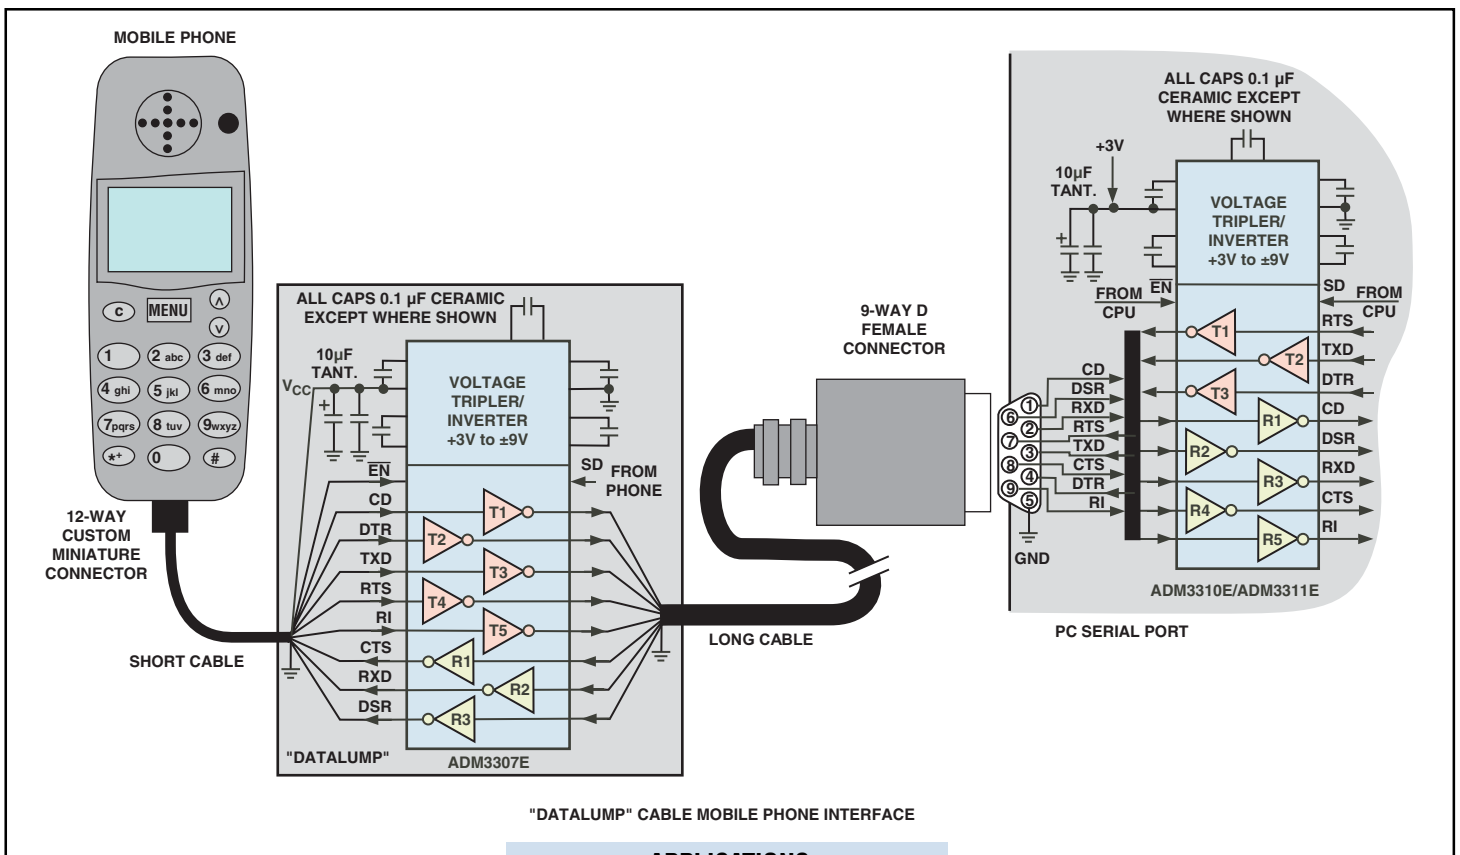 MOBILE PHONE
C
MENU
∧
∨
1
2 abc
3 def
4 ghi
5 jkl
6 mno
7pqrs
8 tuv
9wxyz
*+
0
#
12-WAY
CUSTOM
MINIATURE
CONNECTOR
SHORT CABLE
ALL CAPS 0.1 µF CERAMIC
EXCEPT WHERE SHOWN
10µF
TANT.
VCC
+
VOLTAGE
TRIPLER/
INVERTER
+3V to ±9V
EN
SD
FROM
PHONE
CD
T1
DTR
T2
TXD
T3
RTS
T4
RI
T5
CTS
R1
RXD
R2
DSR
R3
"DATALUMP"
ADM3307E
LONG CABLE
9-WAY D
FEMALE
CONNECTOR
1
6
2
7
3
8
4
9
5
GND
CD
DSR
RXD
RTS
TXD
CTS
DTR
RI
ALL CAPS 0.1 µF
CERAMIC EXCEPT
WHERE SHOWN
+3V
10µF
TANT.
+
VOLTAGE
TRIPLER/
INVERTER
+3V to ±9V
EN
SD
FROM
CPU
FROM
CPU
T1
RTS
T2
TXD
T3
DTR
R1
CD
R2
DSR
R3
RXD
R4
CTS
R5
RI
ADM3310E/ADM3311E
PC SERIAL PORT
"DATALUMP" CABLE MOBILE PHONE INTERFACE
APPLICATIONS